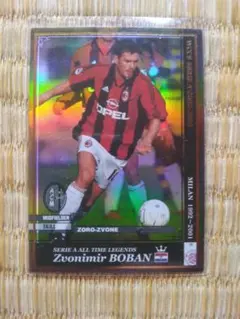 OPEL
MILAN 1992~2001
MIDFIELDER
ZORO-ZVONE
SERIE A ALL TIME LEGENDS
Zvonimir BOBAN